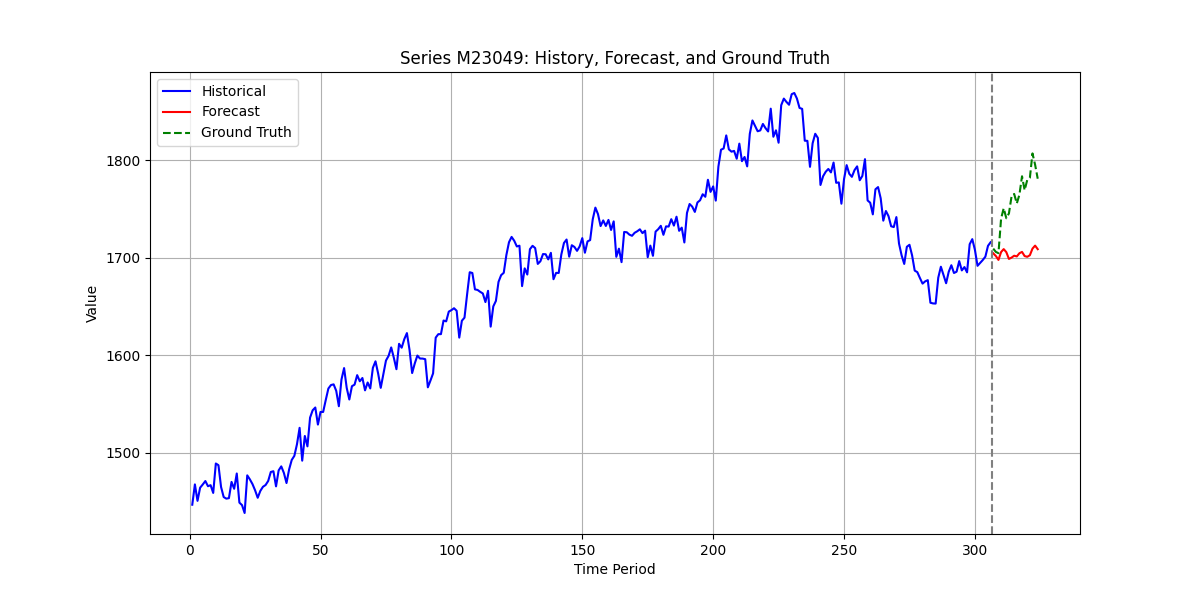 Series M23049: History, Forecast, and Ground Truth
Historical
Forecast
Ground Truth
Value
1800
1700
1600
1500
0 50 100 150 200 250 300
Time Period